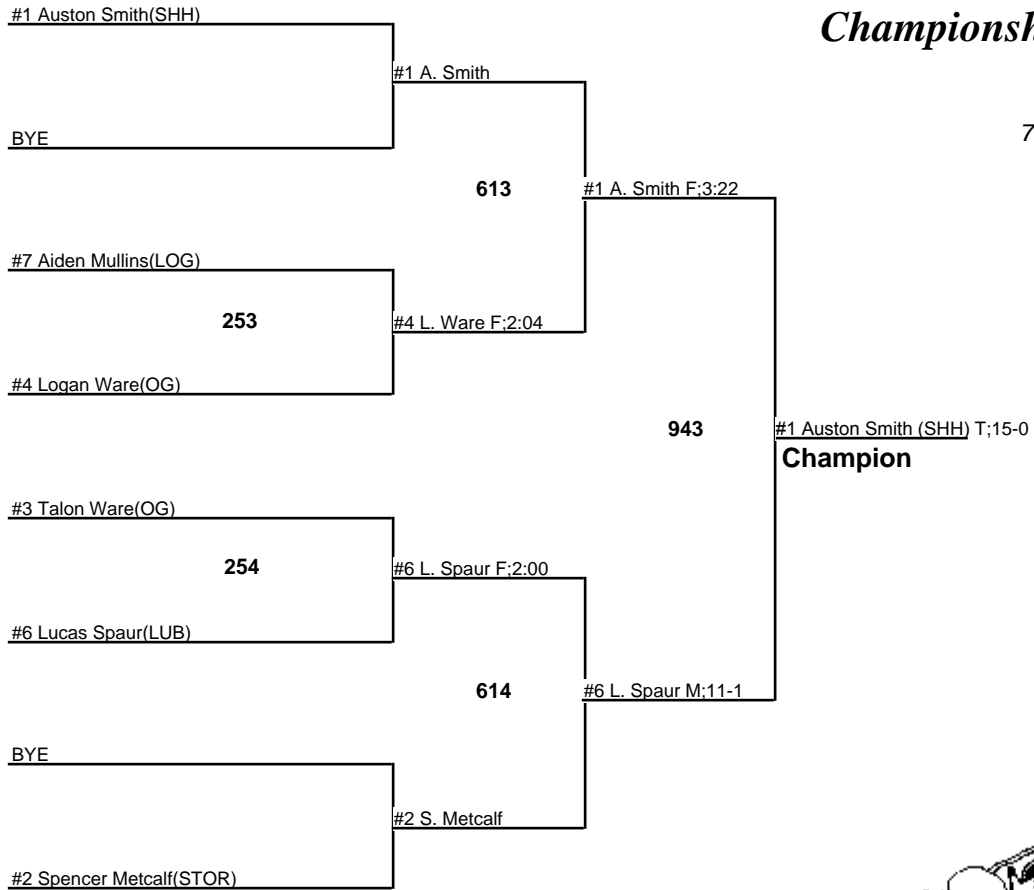 #1 Auston Smith(SHH)
Championsh
#1 A. Smith
BYE
7
613
#1 A. Smith F;3:22
#7 Aiden Mullins(LOG)
253
#4 L. Ware F;2:04
#4 Logan Ware(OG)
943
#1 Auston Smith (SHH) T;15-0
Champion
#3 Talon Ware(OG)
254
#6 L. Spaur F;2:00
#6 Lucas Spaur(LUB)
614
#6 L. Spaur M;11-1
BYE
#2 S. Metcalf
#2 Spencer Metcalf(STOR)